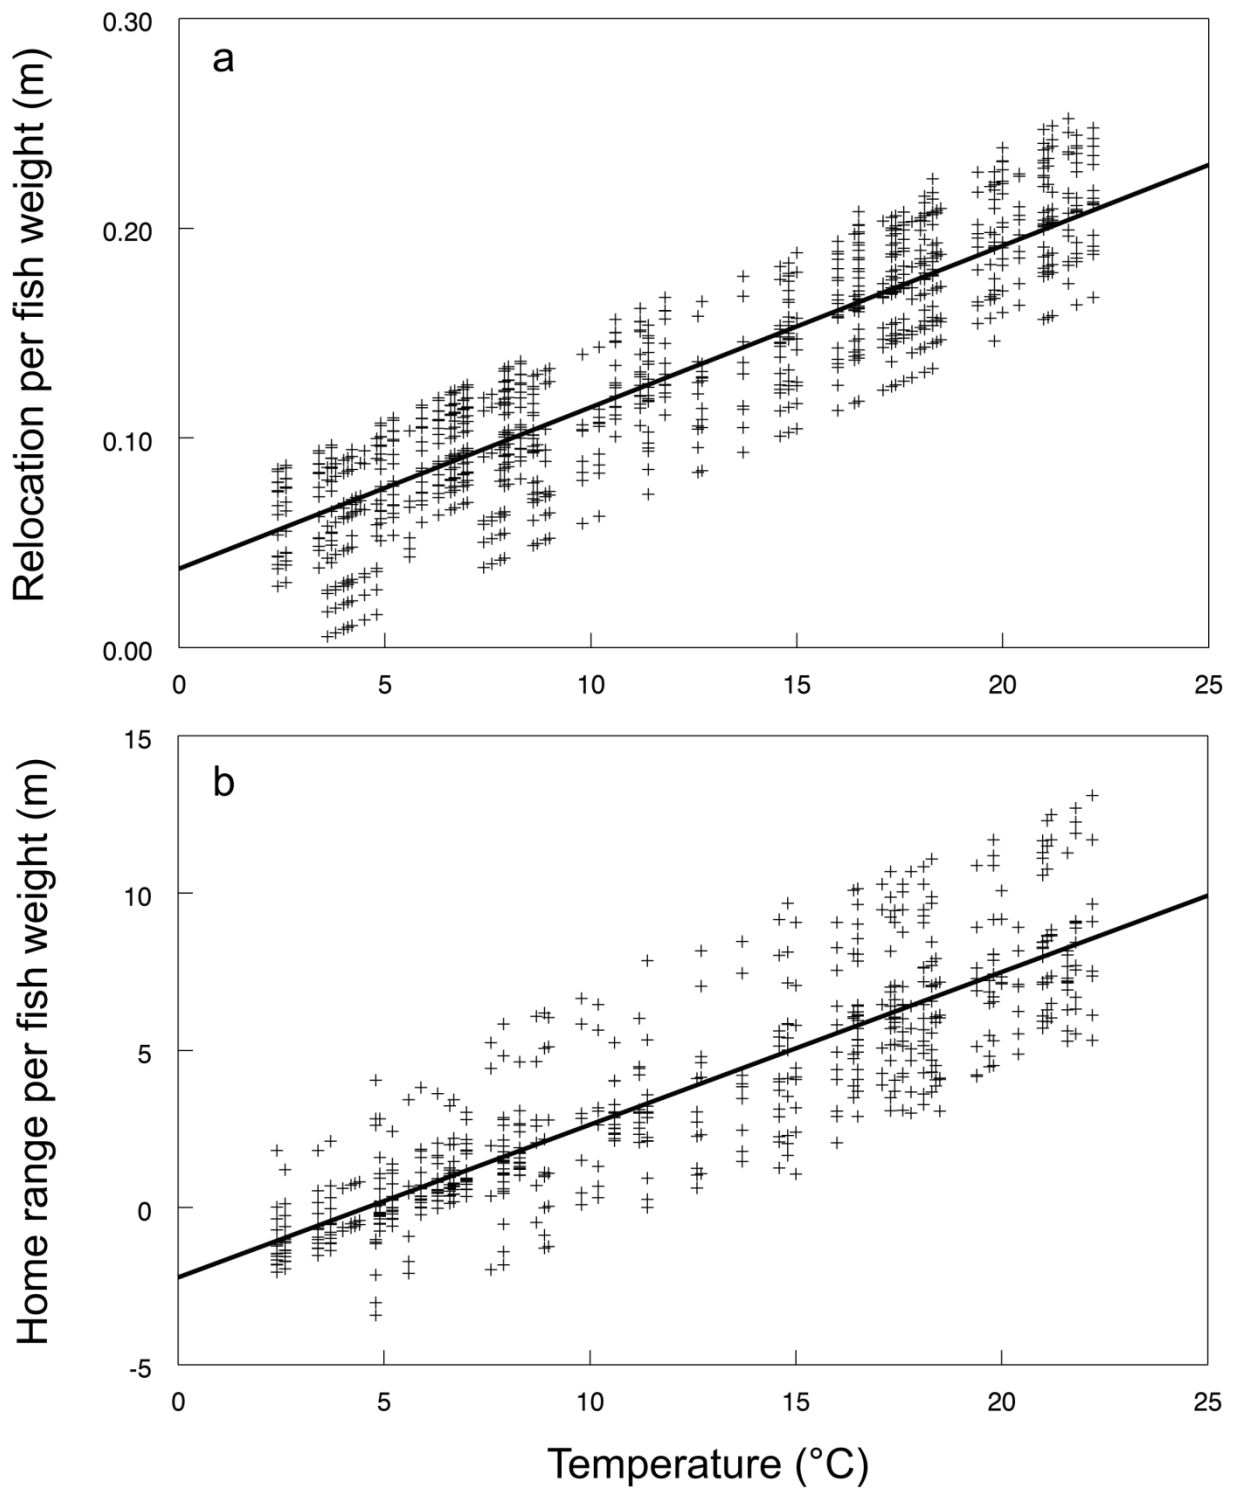 Relocation per fish weight (m)
a
0.30
0.20
0.10
0.00
0 5 10 15 20 25
Home range per fish weight (m)
b
15
10
5
0
-5
0 5 10 15 20 25
Temperature (°C)